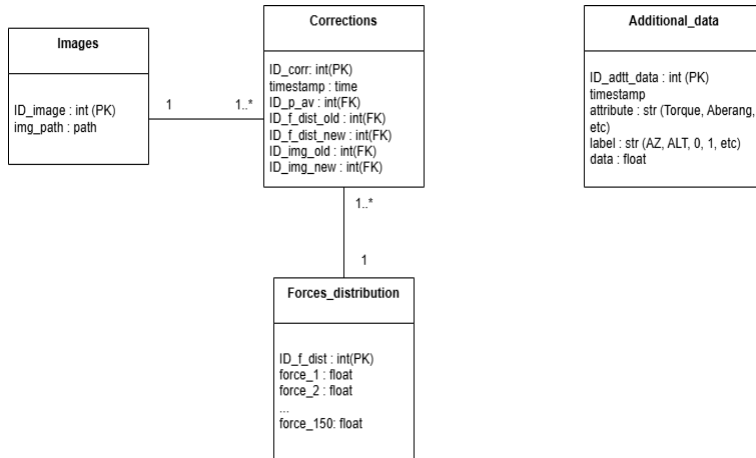 Images
ID_image : int (PK)
img_path : path
1
1..*
Corrections
ID_corr: int(PK)
timestamp : time
ID_p_av : int(FK)
ID_f_dist_old : int(FK)
ID_f_dist_new : int(FK)
ID_img_old : int(FK)
ID_img_new : int(FK)
1..*
1
Forces_distribution
ID_f_dist : int(PK)
force_1 : float
force_2 : float
...
force_150: float
Additional_data
ID_adtt_data : int (PK)
timestamp
attribute : str (Torque, Aberang,
etc)
label : str (AZ, ALT, 0, 1, etc)
data : float